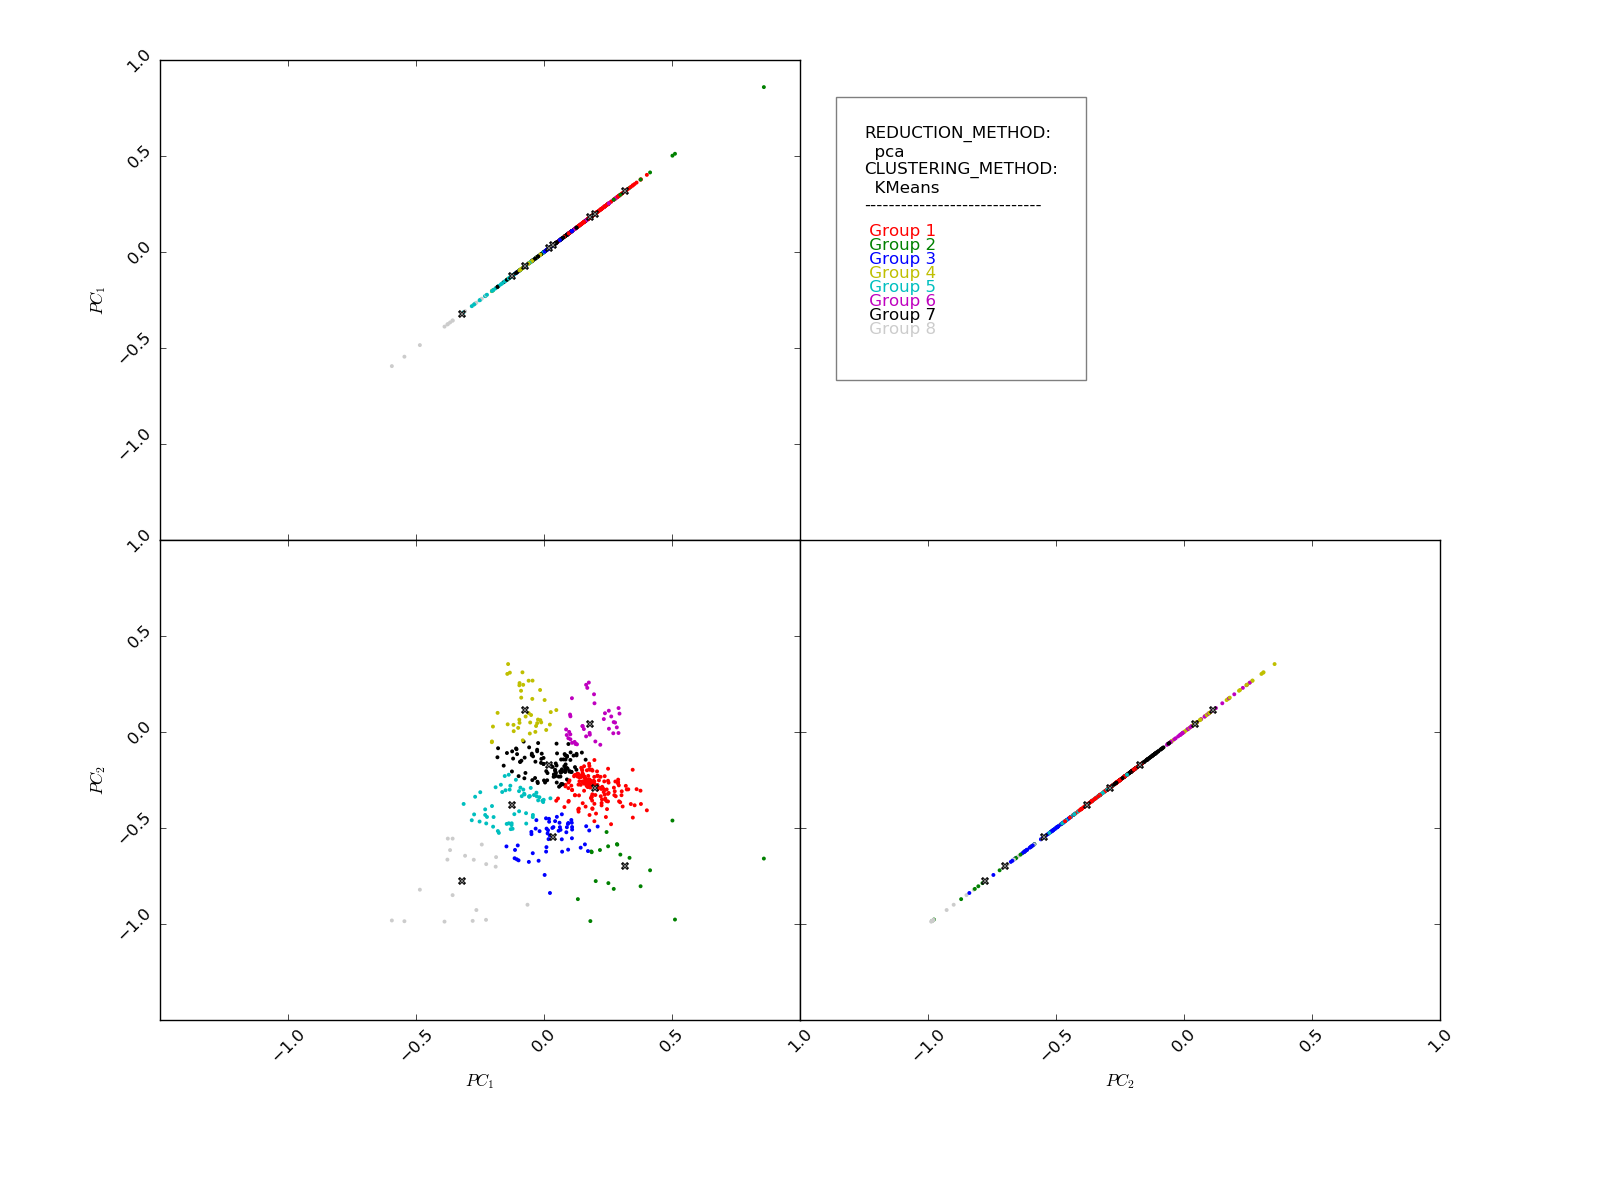 1.0
0.5
0.0
−0.5
−1.0
PC1
REDUCTION_METHOD:
pca
CLUSTERING_METHOD:
KMeans
------------------------------
Group 1
Group 2
Group 3
Group 4
Group 5
Group 6
Group 7
Group 8
1.0
0.5
0.0
−0.5
−1.0
PC2
−1.0 −0.5 0.0 0.5 1.0
PC1
−1.0 −0.5 0.0 0.5 1.0
PC2